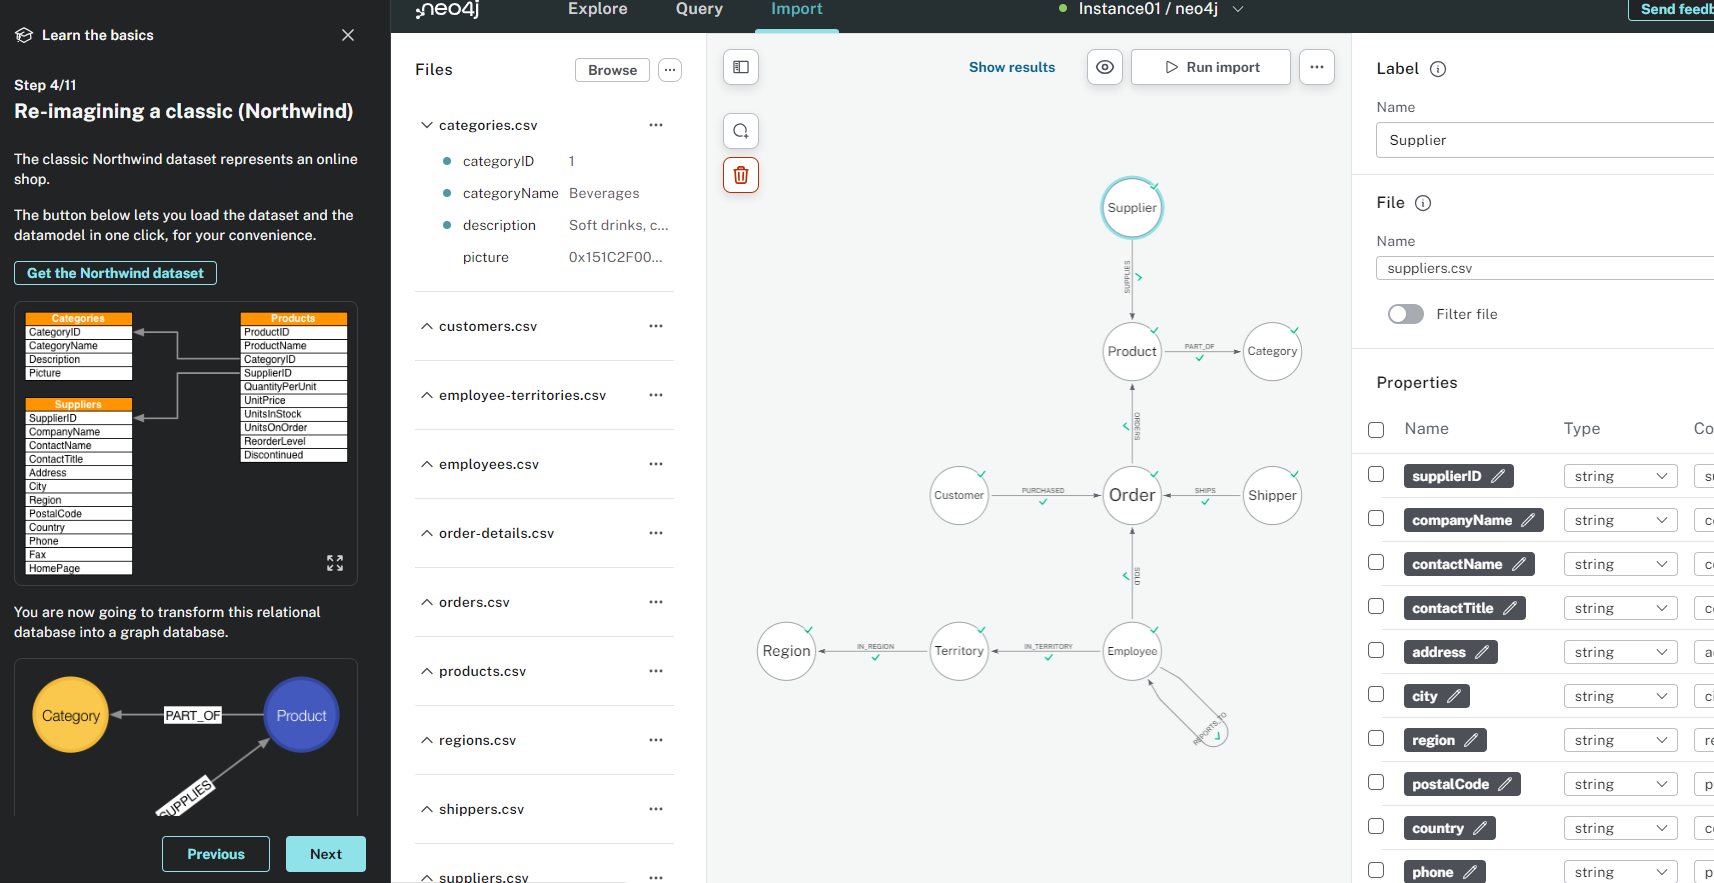 Learn the basics
Step 4/11
Re-imagining a classic (Northwind)
The classic Northwind dataset represents an online
shop.
The button below lets you load the dataset and the
datamodel in one click, for your convenience.
Get the Northwind dataset
Categories
CategoryID
CategoryName
Description
Picture
Suppliers
SupplierID
CompanyName
ContactName
ContactTitle
Address
City
Region
PostalCode
Country
Phone
Fax
HomePage
Products
ProductID
ProductName
CategoryID
SupplierID
QuantityPerUnit
UnitPrice
UnitsInStock
UnitsOnOrder
ReorderLevel
Discontinued
You are now going to transform this relational
database into a graph database.
Category
PART_OF
Product
SUPPLIES
Previous
Next
neo4j
Explore
Query
Import
Instance01 / neo4j
Send feedb
Files
Browse
...
categories.csv
categoryID 1
categoryName Beverages
description Soft drinks, c...
picture 0x151C2F00...
customers.csv
employee-territories.csv
employees.csv
order-details.csv
orders.csv
products.csv
regions.csv
shippers.csv
suppliers.csv
Show results
Run import
...
Supplier
SUPPLIES
Product
PART_OF
Category
ORDERS
Customer
PURCHASED
Order
SHIPS
Shipper
SOLD
Region
IN_REGION
Territory
IN_TERRITORY
Employee
REPORTS_TO
Label
Name
Supplier
File
Name
suppliers.csv
Filter file
Properties
Name Type Co
supplierID string su
companyName string co
contactName string co
contactTitle string co
address string ac
city string ci
region string re
postalCode string p
country string co
phone string p